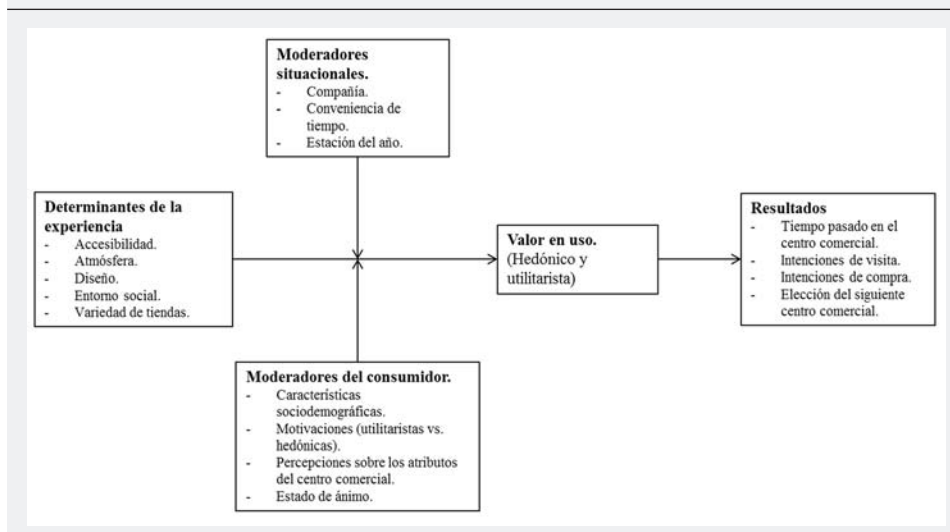 Moderadores
situacionales.
- Compañía.
- Conveniencia de
tiempo.
- Estación del año.
Determinantes de la
experiencia
- Accesibilidad.
- Atmósfera.
- Diseño.
- Entorno social.
- Variedad de tiendas.
Valor en uso.
(Hedónico y
utilitarista)
Resultados
- Tiempo pasado en el
centro comercial.
- Intenciones de visita.
- Intenciones de compra.
- Elección del siguiente
centro comercial.
Moderadores del consumidor.
- Características
sociodemográficas.
- Motivaciones (utilitaristas vs.
hedónicas).
- Percepciones sobre los atributos
del centro comercial.
- Estado de ánimo.